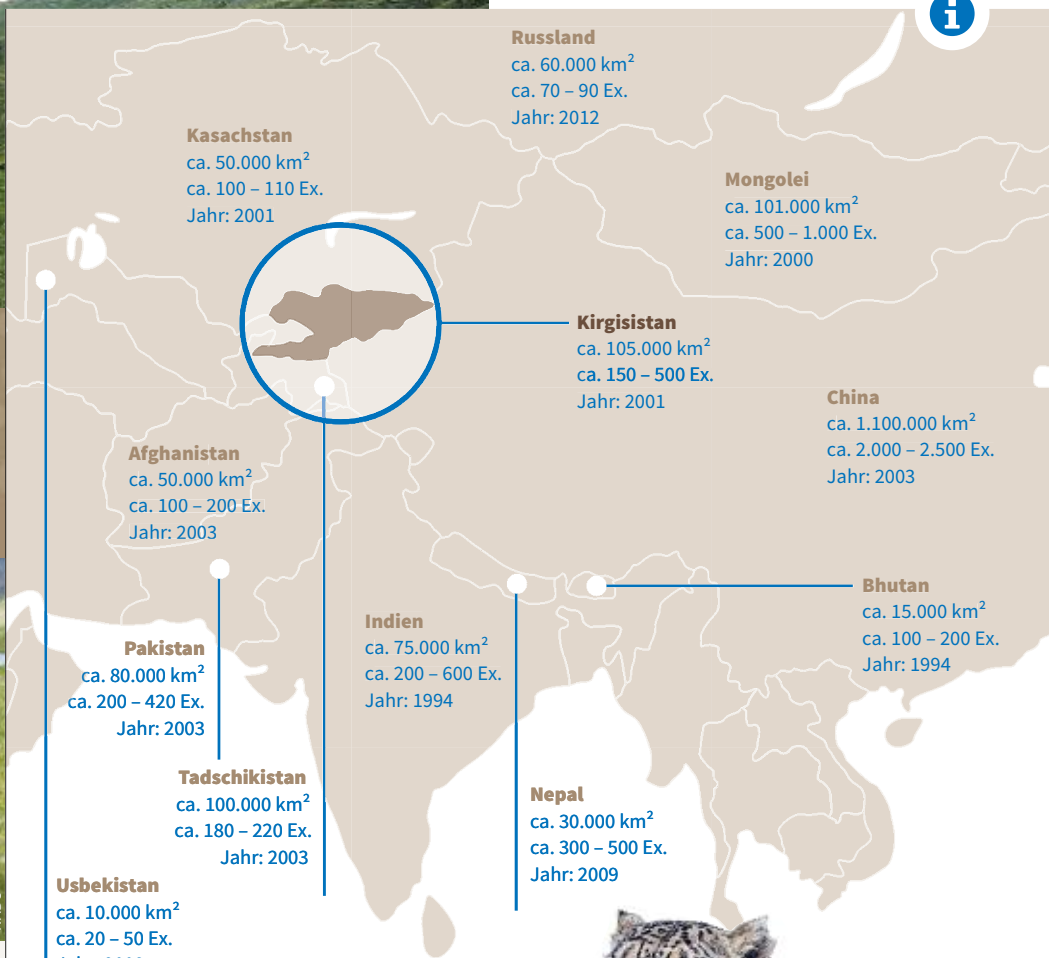 i
Russland
ca. 60.000 km²
ca. 70 – 90 Ex.
Jahr: 2012
Kasachstan
ca. 50.000 km²
ca. 100 – 110 Ex.
Jahr: 2001
Mongolei
ca. 101.000 km²
ca. 500 – 1.000 Ex.
Jahr: 2000
Kirgisistan
ca. 105.000 km²
ca. 150 – 500 Ex.
Jahr: 2001
China
ca. 1.100.000 km²
ca. 2.000 – 2.500 Ex.
Jahr: 2003
Afghanistan
ca. 50.000 km²
ca. 100 – 200 Ex.
Jahr: 2003
Bhutan
ca. 15.000 km²
ca. 100 – 200 Ex.
Jahr: 1994
Indien
ca. 75.000 km²
ca. 200 – 600 Ex.
Jahr: 1994
Pakistan
ca. 80.000 km²
ca. 200 – 420 Ex.
Jahr: 2003
Tadschikistan
ca. 100.000 km²
ca. 180 – 220 Ex.
Jahr: 2003
Nepal
ca. 30.000 km²
ca. 300 – 500 Ex.
Jahr: 2009
Usbekistan
ca. 10.000 km²
ca. 20 – 50 Ex.